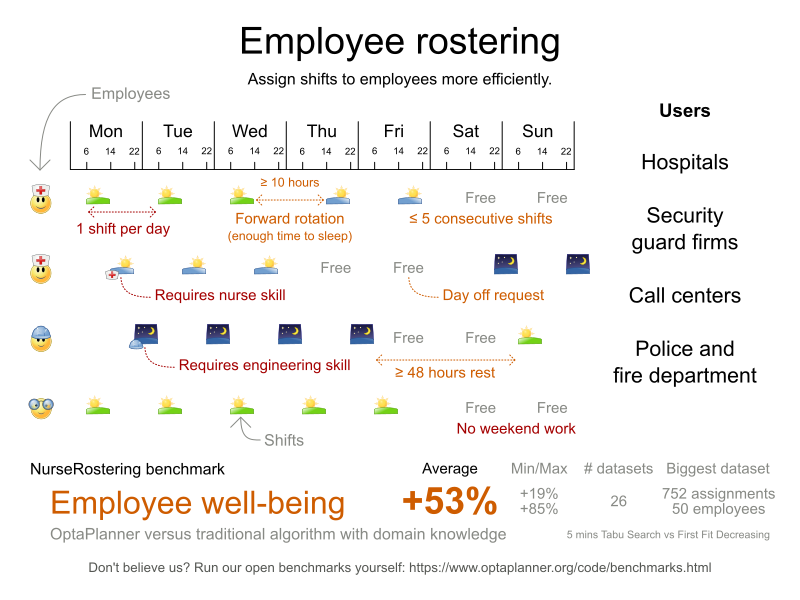 Employee rostering
Assign shifts to employees more efficiently.
Employees
Users
Mon Tue Wed Thu Fri Sat Sun
6 14 22 6 14 22 6 14 22 6 14 22 6 14 22 6 14 22 6 14 22
Hospitals
≥ 10 hours
Free Free
1 shift per day
Forward rotation
(enough time to sleep)
≤ 5 consecutive shifts
Security
guard firms
Free Free
Requires nurse skill
Day off request
Call centers
Free Free
Requires engineering skill
≥ 48 hours rest
Police and
fire department
Free Free
No weekend work
Shifts
NurseRostering benchmark
Average Min/Max # datasets Biggest dataset
Employee well-being
+53%
+19%
+85%
26
752 assignments
50 employees
OptaPlanner versus traditional algorithm with domain knowledge
5 mins Tabu Search vs First Fit Decreasing
Don't believe us? Run our open benchmarks yourself: https://www.optaplanner.org/code/benchmarks.html